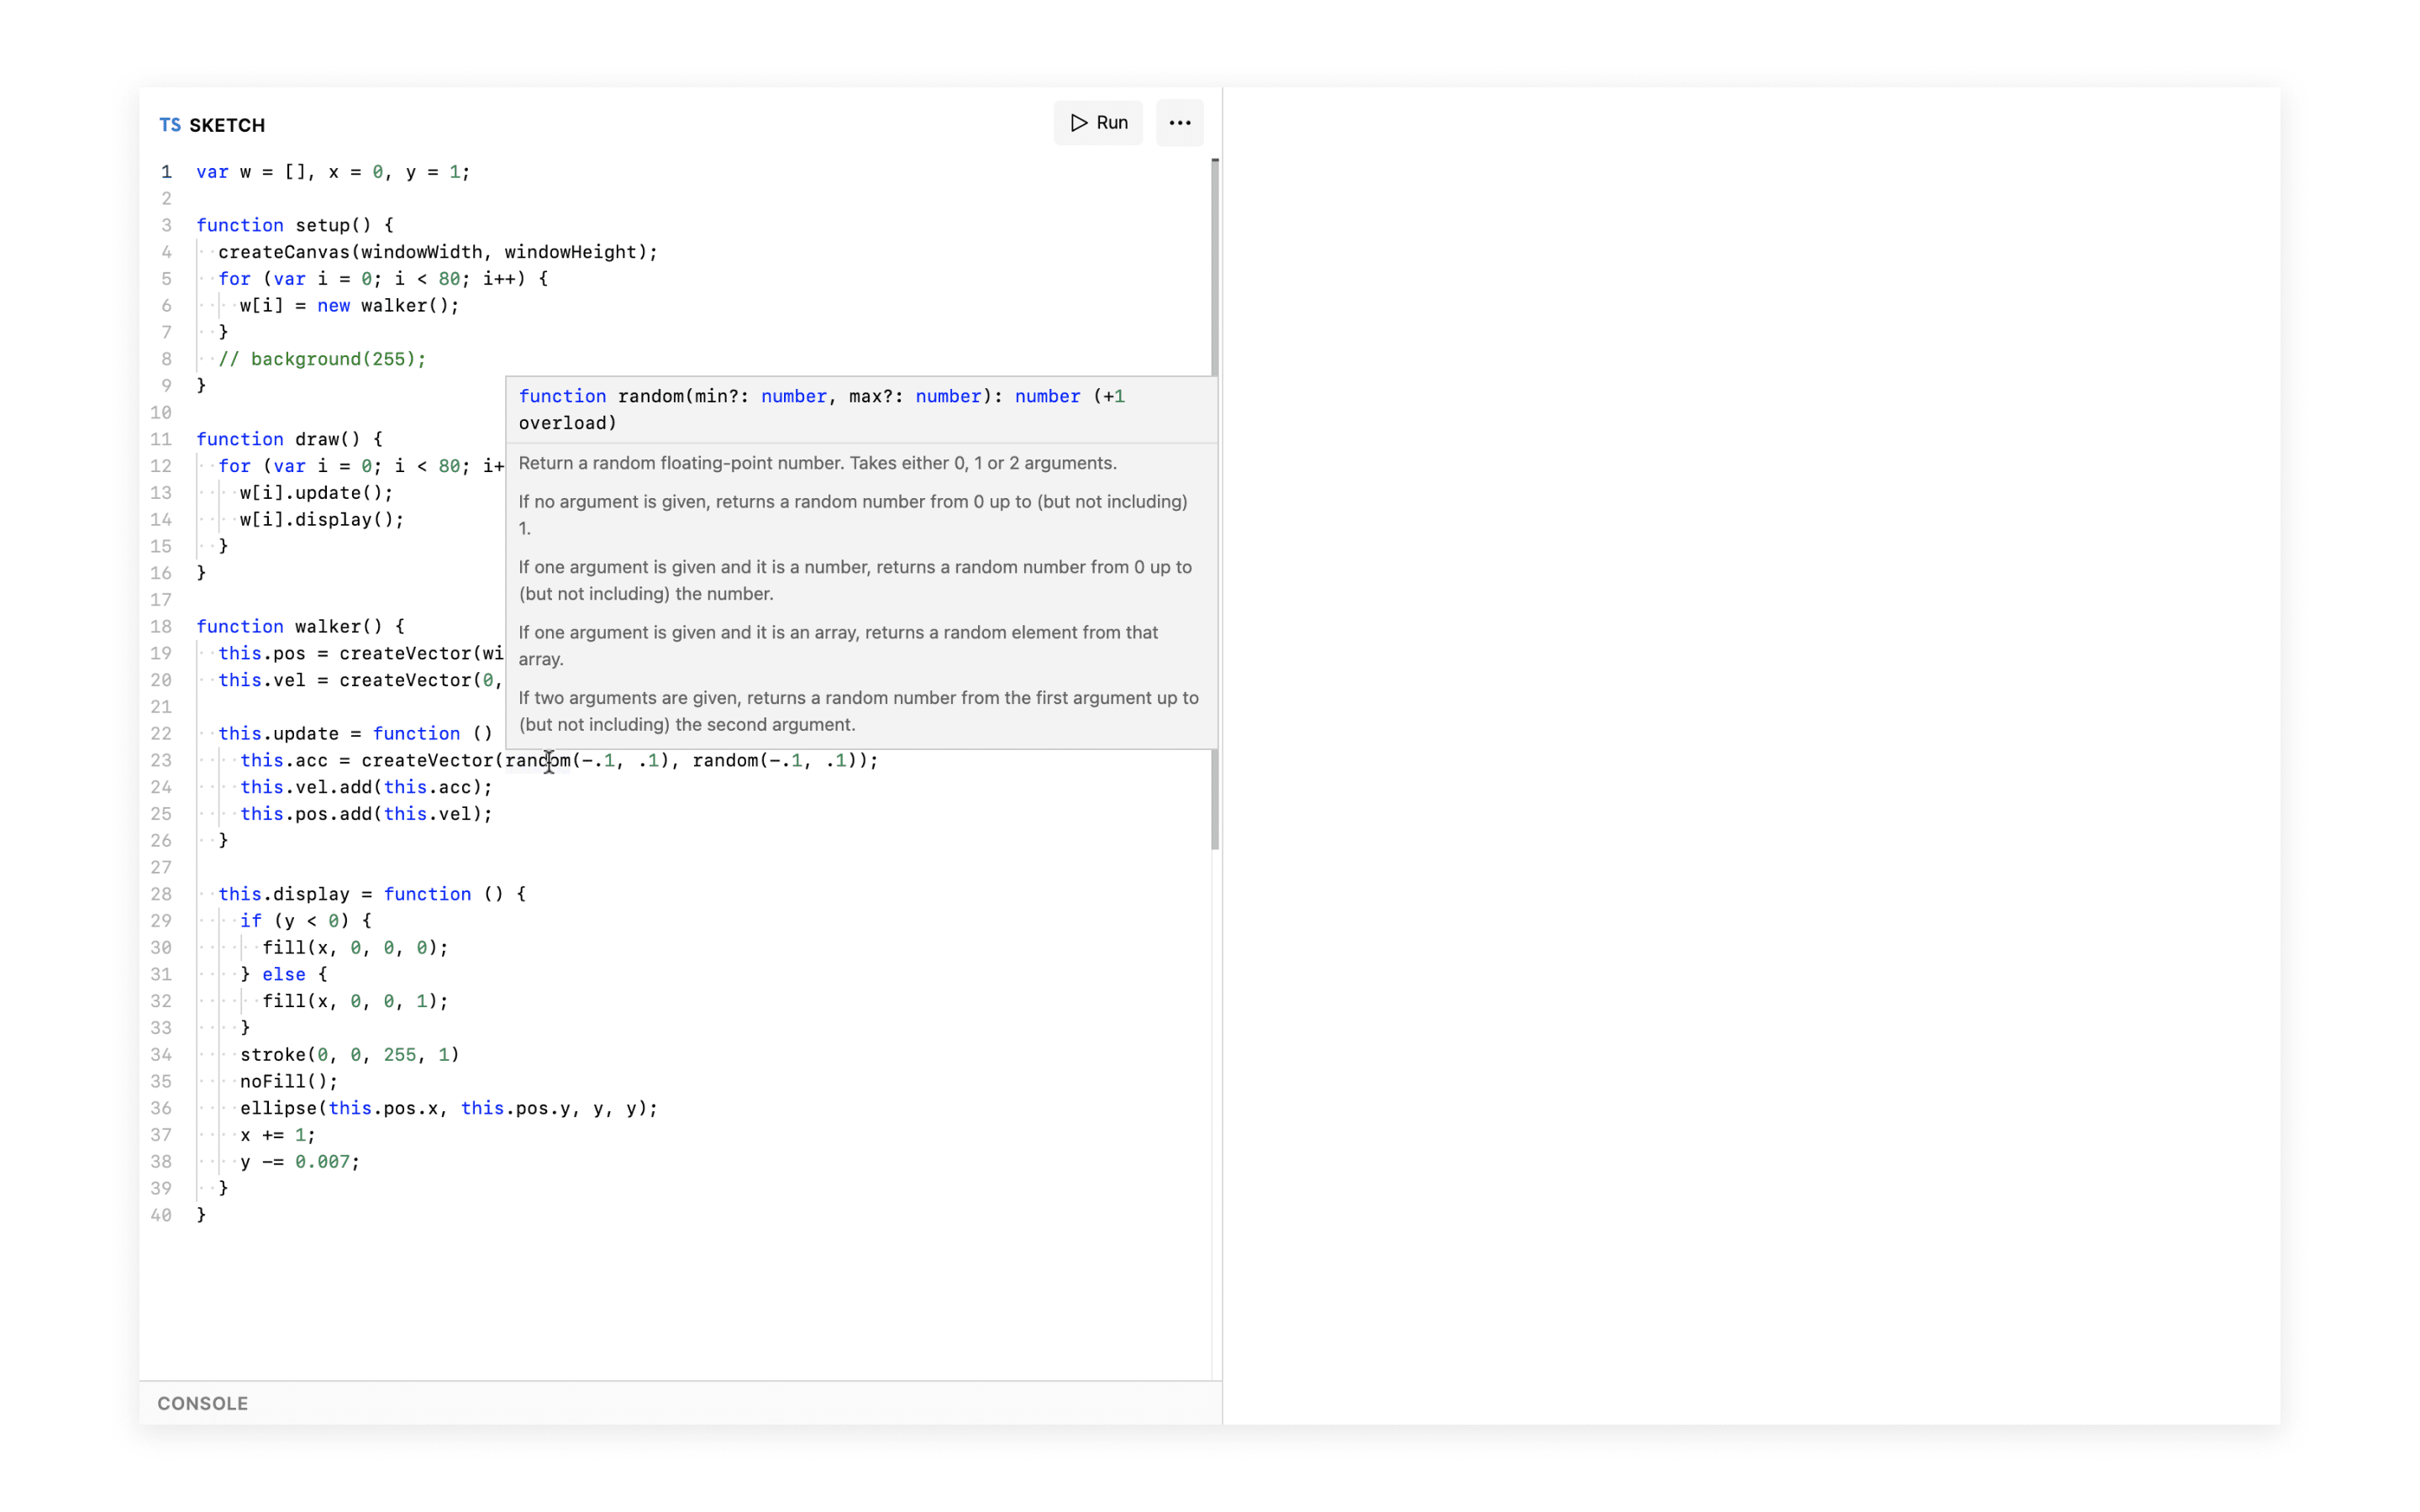 TS SKETCH
Run
1 var w = [], x = 0, y = 1;
2
3 function setup() {
4 createCanvas(windowWidth, windowHeight);
5 for (var i = 0; i < 80; i++) {
6 w[i] = new walker();
7 }
8 // background(255);
9 }
10
11 function draw() {
12 for (var i = 0; i < 80; i+
13 w[i].update();
14 w[i].display();
15 }
16 }
17
18 function walker() {
19 this.pos = createVector(wi
20 this.vel = createVector(0,
21
22 this.update = function ()
function random(min?: number, max?: number): number (+1
overload)
Return a random floating-point number. Takes either 0, 1 or 2 arguments.
If no argument is given, returns a random number from 0 up to (but not including)
1.
If one argument is given and it is a number, returns a random number from 0 up to
(but not including) the number.
If one argument is given and it is an array, returns a random element from that
array.
If two arguments are given, returns a random number from the first argument up to
(but not including) the second argument.
23 this.acc = createVector(random(-.1, .1), random(-.1, .1));
24 this.vel.add(this.acc);
25 this.pos.add(this.vel);
26 }
27
28 this.display = function () {
29 if (y < 0) {
30 fill(x, 0, 0, 0);
31 } else {
32 fill(x, 0, 0, 1);
33 }
34 stroke(0, 0, 255, 1)
35 noFill();
36 ellipse(this.pos.x, this.pos.y, y, y);
37 x += 1;
38 y -= 0.007;
39 }
40 }
CONSOLE